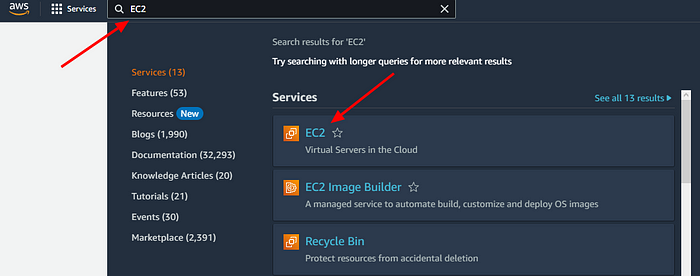 aws
Services
EC2
Search results for 'EC2'
Try searching with longer queries for more relevant results
Services (13)
Features (53)
Resources New
Blogs (1,990)
Documentation (32,293)
Knowledge Articles (20)
Tutorials (21)
Events (30)
Marketplace (2,391)
Services
See all 13 results
EC2
Virtual Servers in the Cloud
EC2 Image Builder
A managed service to automate build, customize and deploy OS images
Recycle Bin
Protect resources from accidental deletion